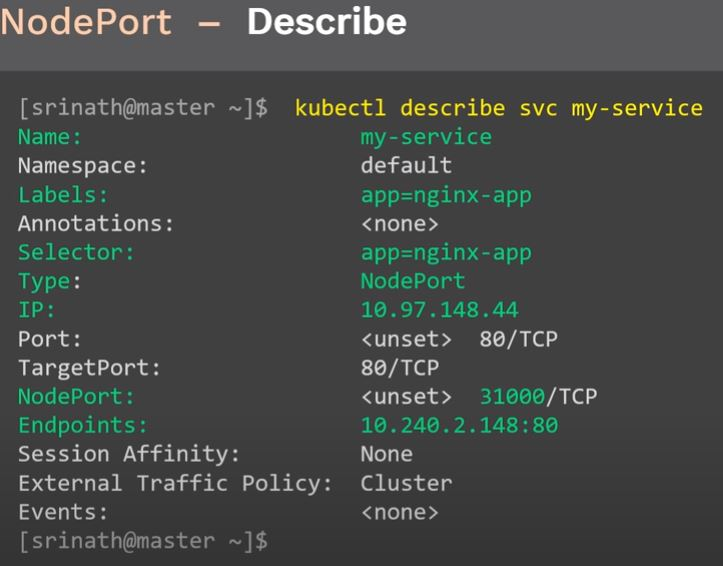 NodePort – Describe
[srinath@master ~]$ kubectl describe svc my-service
Name: my-service
Namespace: default
Labels: app=nginx-app
Annotations: <none>
Selector: app=nginx-app
Type: NodePort
IP: 10.97.148.44
Port: <unset> 80/TCP
TargetPort: 80/TCP
NodePort: <unset> 31000/TCP
Endpoints: 10.240.2.148:80
Session Affinity: None
External Traffic Policy: Cluster
Events: <none>
[srinath@master ~]$